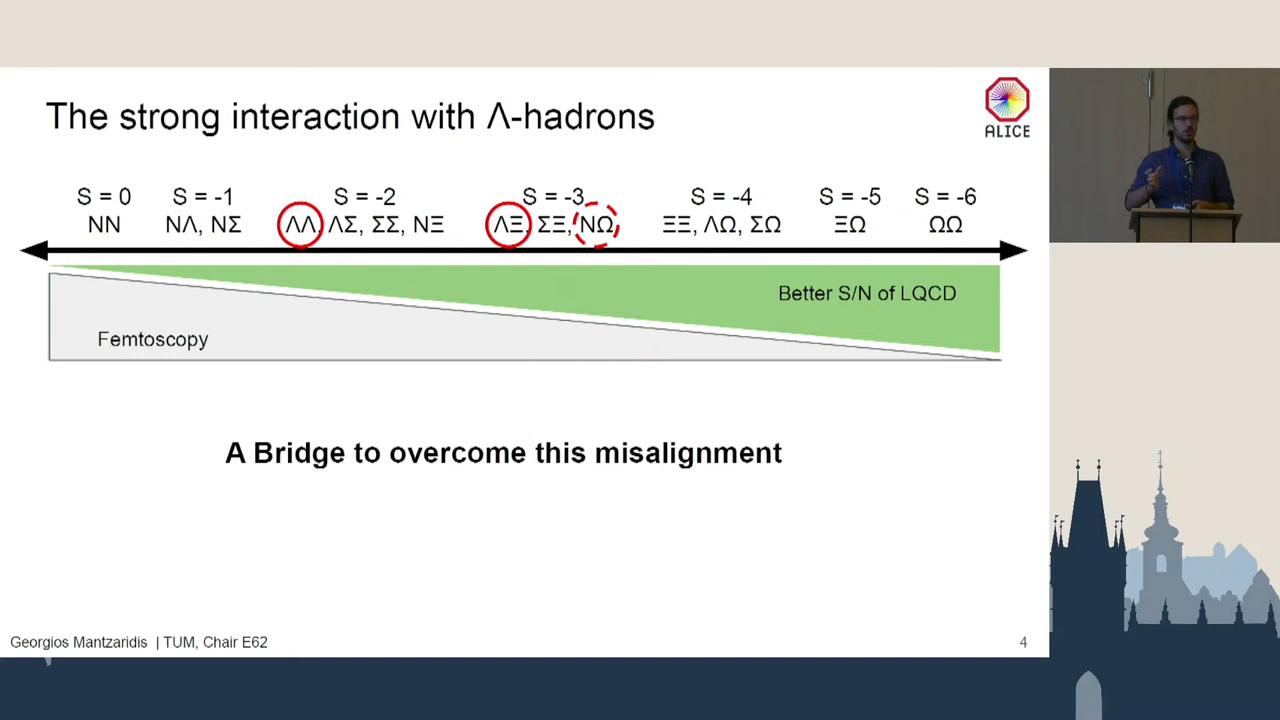 The strong interaction with Λ-hadrons
ALICE
S = 0 S = -1 S = -2 S = -3 S = -4 S = -5 S = -6
NN NΛ, NΣ ΛΛ, ΛΣ, ΣΣ, NΞ ΛΞ, ΣΞ, NΩ ΞΞ, ΛΩ, ΣΩ ΞΩ ΩΩ
Better S/N of LQCD
Femtoscopy
A Bridge to overcome this misalignment
Georgios Mantzaridis | TUM, Chair E62
4